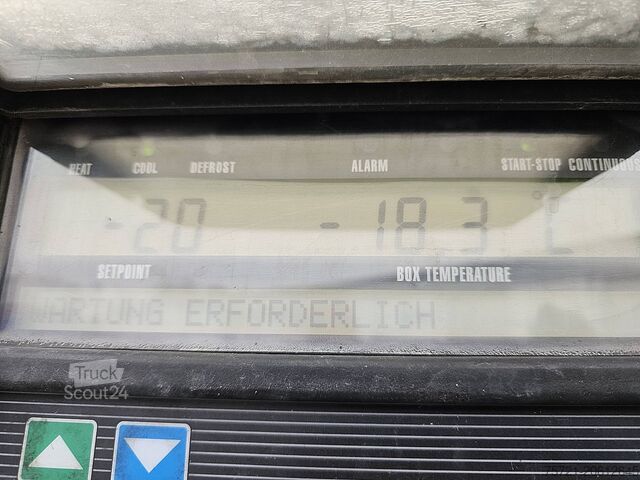 HEAT COOL DEFROST ALARM START-STOP CONTINUOUS
-20 -18.3 °C
SETPOINT BOX TEMPERATURE
WARTUNG ERFORDERLICH
Truck
Scout24